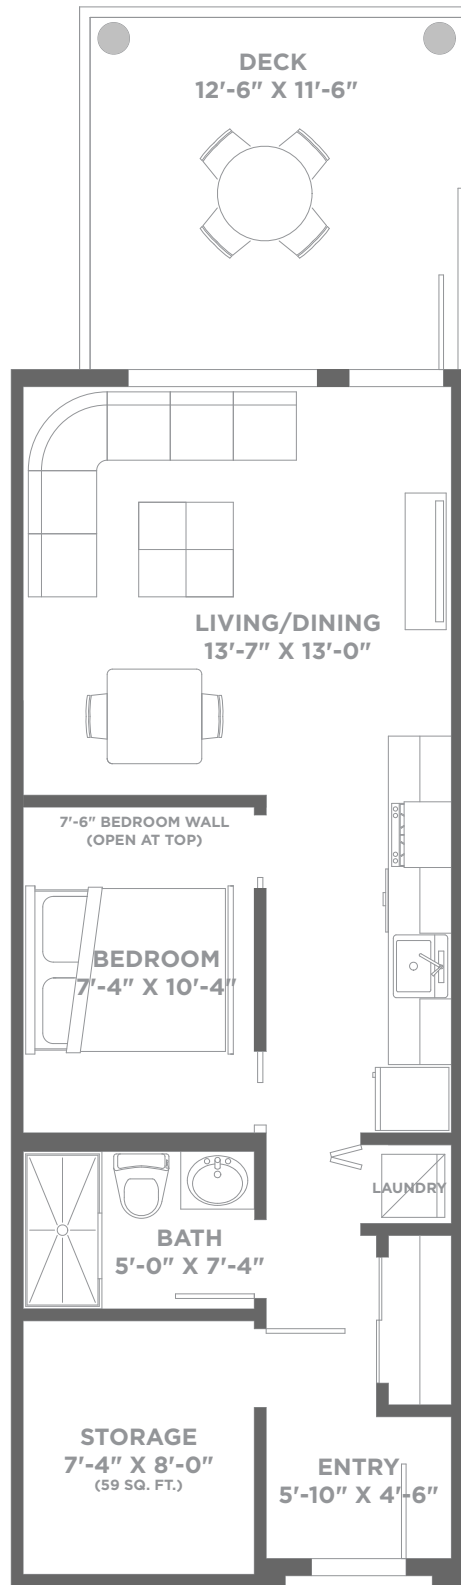 DECK
12'-6" X 11'-6"
LIVING/DINING
13'-7" X 13'-0"
7'-6" BEDROOM WALL
(OPEN AT TOP)
BEDROOM
7'-4" X 10'-4"
LAUNDRY
BATH
5'-0" X 7'-4"
STORAGE
7'-4" X 8'-0"
(59 SQ. FT.)
ENTRY
5'-10" X 4'-6"